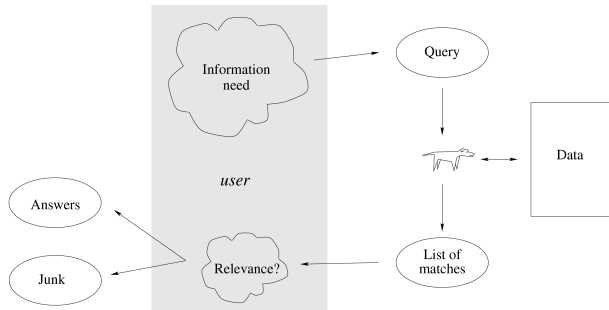 Information
need
Query
Data
user
Answers
Relevance?
List of
matches
Junk